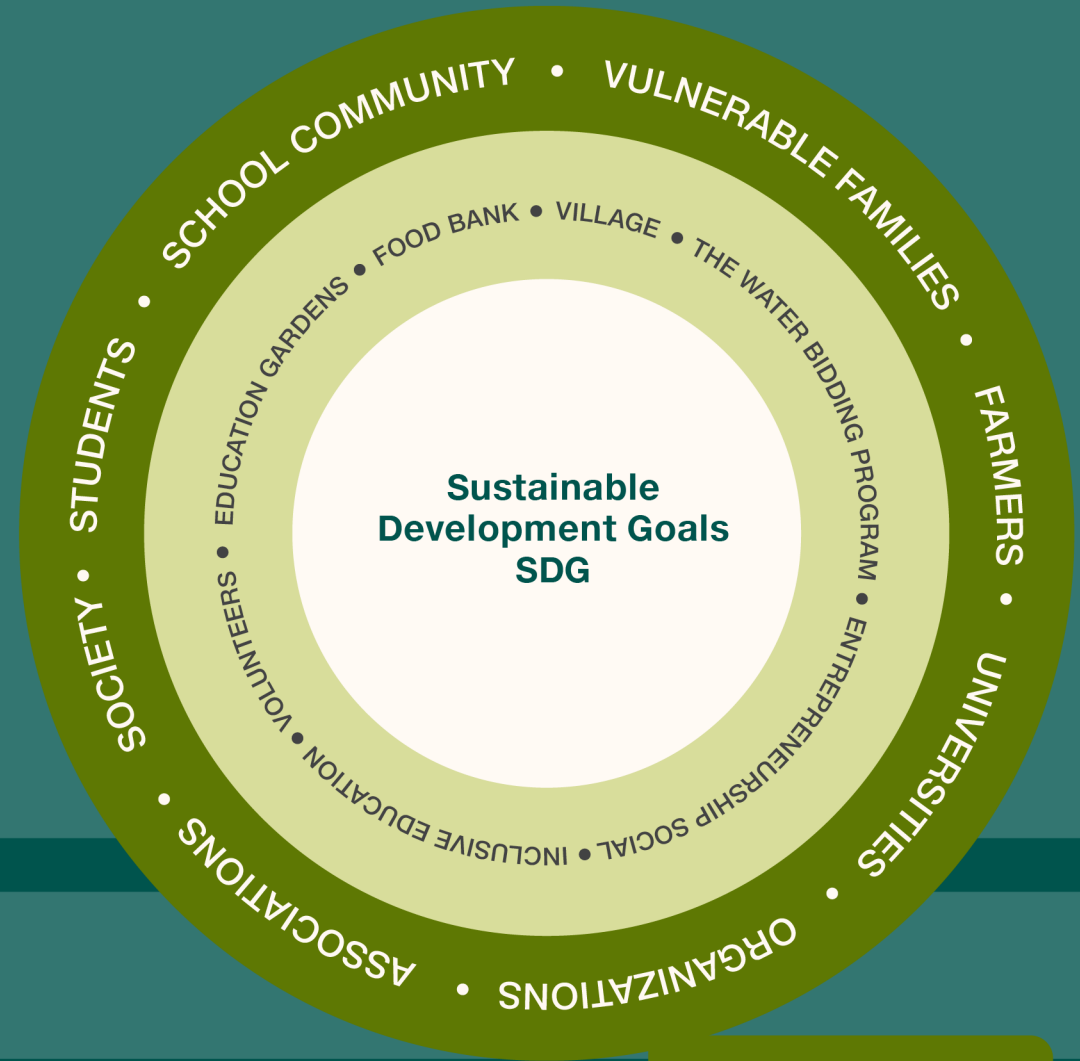 SCHOOL COMMUNITY • VULNERABLE FAMILIES • FARMERS • UNIVERSITIES • ORGANIZATIONS • ASSOCIATIONS • SOCIETY • STUDENTS •
FOOD BANK • VILLAGE • THE WATER BIDDING PROGRAM • ENTREPRENEURSHIP SOCIAL • INCLUSIVE EDUCATION • VOLUNTEERS • EDUCATION GARDENS •
Sustainable
Development Goals
SDG